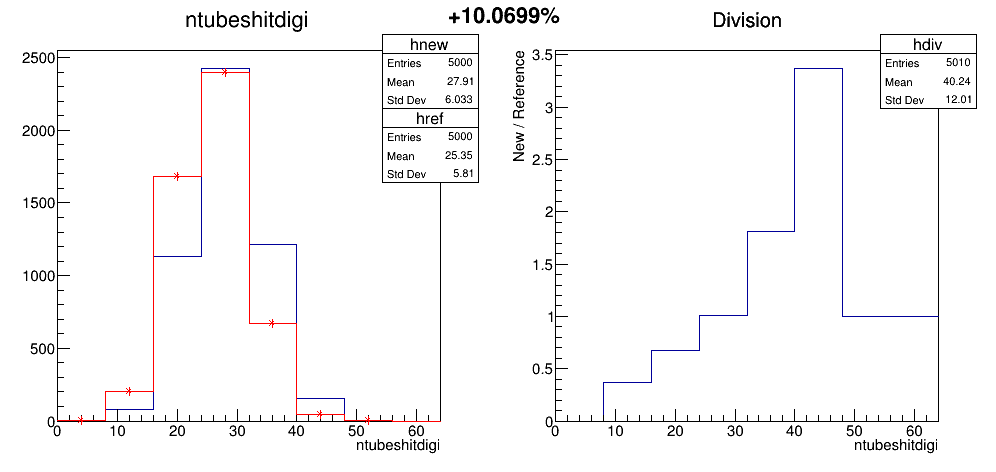 +10.0699%
ntubeshitdigi
hnew
Entries 5000
Mean 27.91
Std Dev 6.033
href
Entries 5000
Mean 25.35
Std Dev 5.81
2500
2000
1500
1000
500
0
0 10 20 30 40 50 60
ntubeshitdigi
Division
hdiv
Entries 5010
Mean 40.24
Std Dev 12.01
New / Reference
3.5
3
2.5
2
1.5
1
0.5
0
0 10 20 30 40 50 60
ntubeshitdigi